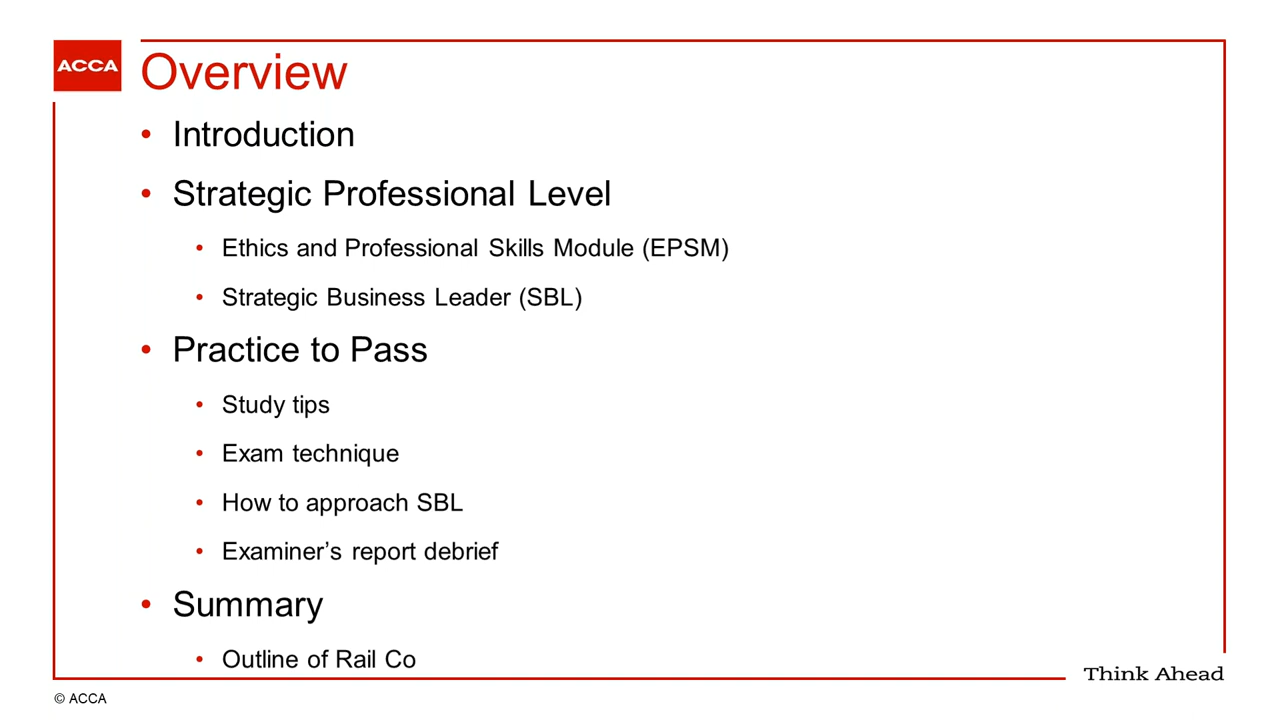 ACCA
Overview
• Introduction
• Strategic Professional Level
• Ethics and Professional Skills Module (EPSM)
• Strategic Business Leader (SBL)
• Practice to Pass
• Study tips
• Exam technique
• How to approach SBL
• Examiner’s report debrief
• Summary
• Outline of Rail Co
Think Ahead
© ACCA